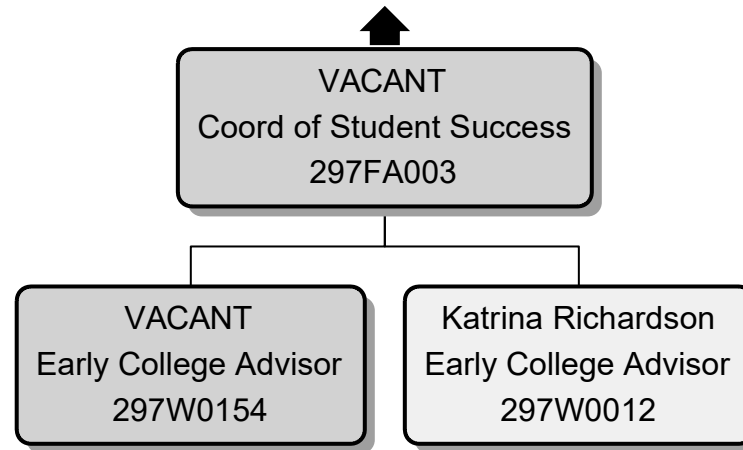 VACANT
Coord of Student Success
297FA003
VACANT
Early College Advisor
297W0154
Katrina Richardson
Early College Advisor
297W0012